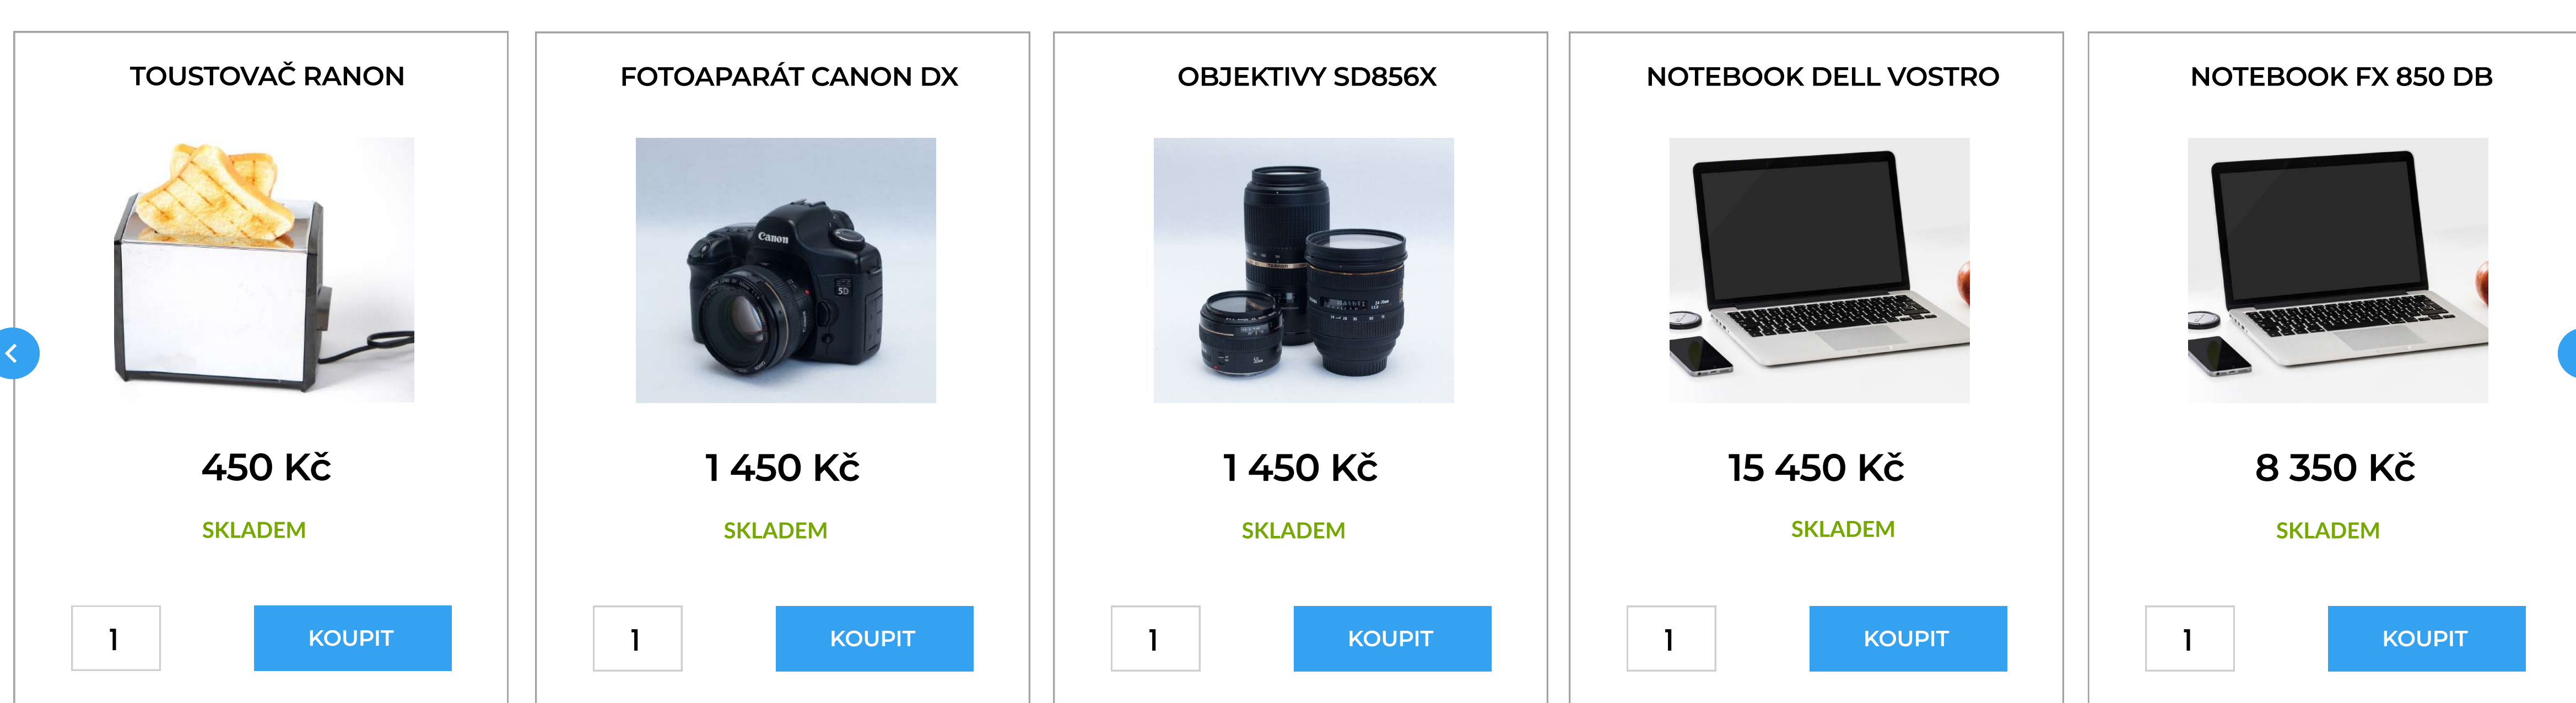 TOUSTOVAČ RANON
450 Kč
SKLADEM
1
KOUPIT
FOTOAPARÁT CANON DX
Canon
5D
1 450 Kč
SKLADEM
1
KOUPIT
OBJEKTIVY SD856X
1 450 Kč
SKLADEM
1
KOUPIT
NOTEBOOK DELL VOSTRO
15 450 Kč
SKLADEM
1
KOUPIT
NOTEBOOK FX 850 DB
8 350 Kč
SKLADEM
1
KOUPIT